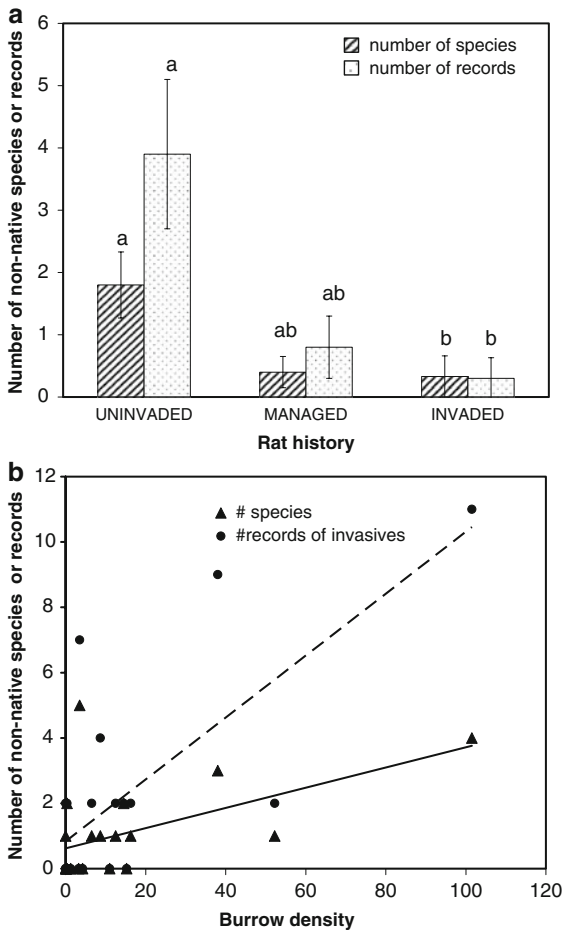 a
Number of non-native species or records
6
5
4
3
2
1
0
number of species
number of records
a
a
ab
ab
b
b
UNINVADED
MANAGED
INVADED
Rat history
b
Number of non-native species or records
12
10
8
6
4
2
0
# species
#records of invasives
0
20
40
60
80
100
120
Burrow density